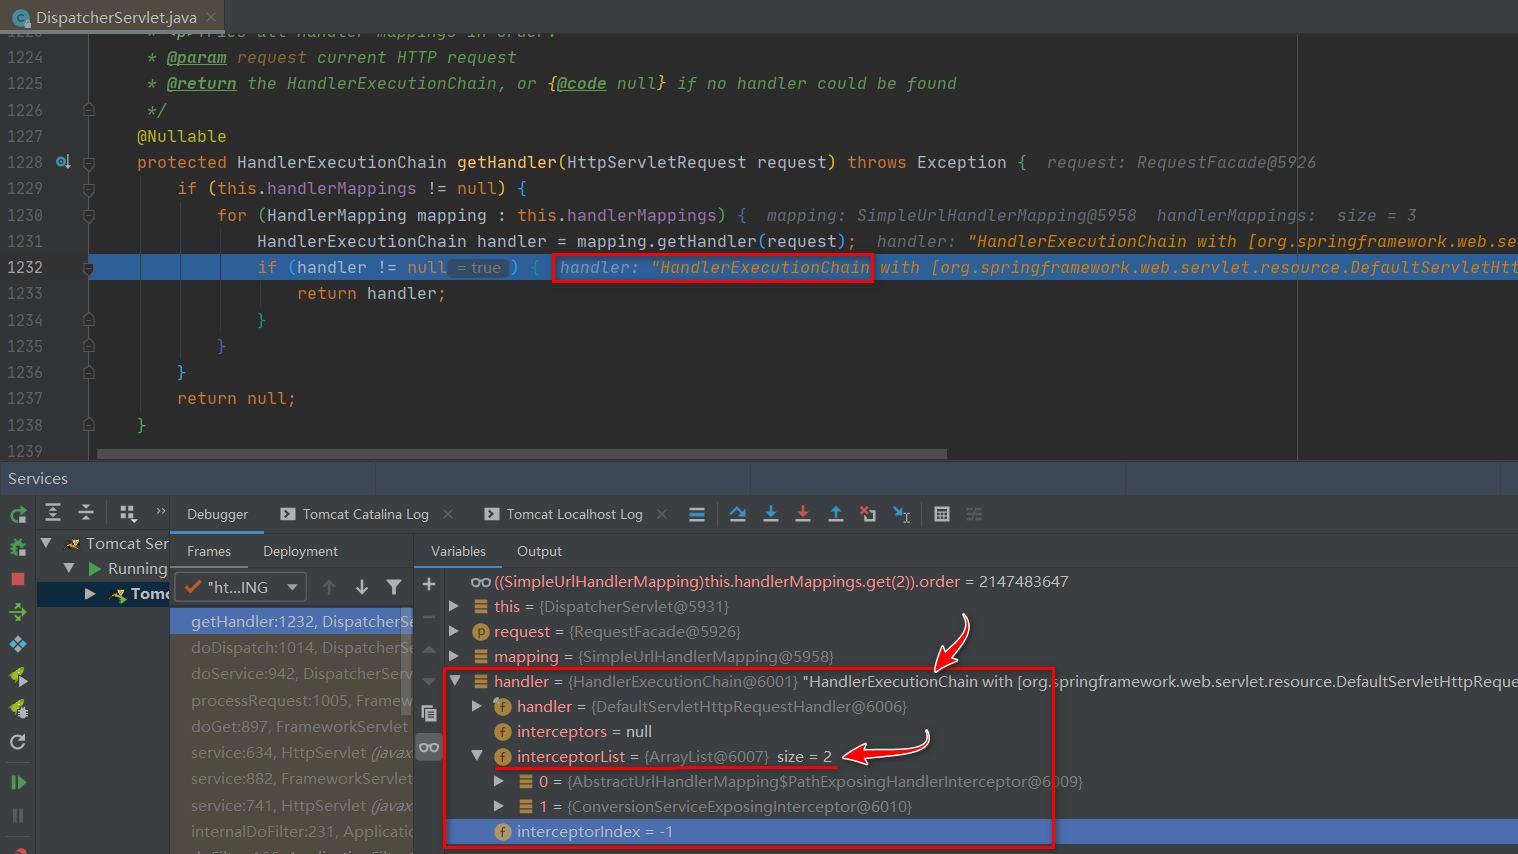 DispatcherServlet.java
1223 * <p>Tries all handler mappings in order.
1224 * @param request current HTTP request
1225 * @return the HandlerExecutionChain, or {@code null} if no handler could be found
1226 */
1227 @Nullable
1228 protected HandlerExecutionChain getHandler(HttpServletRequest request) throws Exception { request: RequestFacade@5926
1229 if (this.handlerMappings != null) {
1230 for (HandlerMapping mapping : this.handlerMappings) { mapping: SimpleUrlHandlerMapping@5958 handlerMappings: size = 3
1231 HandlerExecutionChain handler = mapping.getHandler(request); handler: "HandlerExecutionChain with [org.springframework.web.se
1232 if (handler != null = true ) { handler: "HandlerExecutionChain with [org.springframework.web.servlet.resource.DefaultServletHtt
1233 return handler;
1234 }
1235 }
1236 }
1237 return null;
1238 }
1239
Services
Debugger Tomcat Catalina Log Tomcat Localhost Log
Tomcat Ser
Running
Tomc
Frames Deployment
Variables Output
"ht...ING
getHandler:1232, DispatcherSe
doDispatch:1014, DispatcherSe
doService:942, DispatcherServ
processRequest:1005, Framew
doGet:897, FrameworkServlet
service:634, HttpServlet (javax
service:882, FrameworkServlet
service:741, HttpServlet (javax
internalDoFilter:231, Applicatio
((SimpleUrlHandlerMapping)this.handlerMappings.get(2)).order = 2147483647
this = {DispatcherServlet@5931}
request = {RequestFacade@5926}
mapping = {SimpleUrlHandlerMapping@5958}
handler = {HandlerExecutionChain@6001} "HandlerExecutionChain with [org.springframework.web.servlet.resource.DefaultServletHttpReque
handler = {DefaultServletHttpRequestHandler@6006}
interceptors = null
interceptorList = {ArrayList@6007} size = 2
0 = {AbstractUrlHandlerMapping$PathExposingHandlerInterceptor@6009}
1 = {ConversionServiceExposingInterceptor@6010}
interceptorIndex = -1